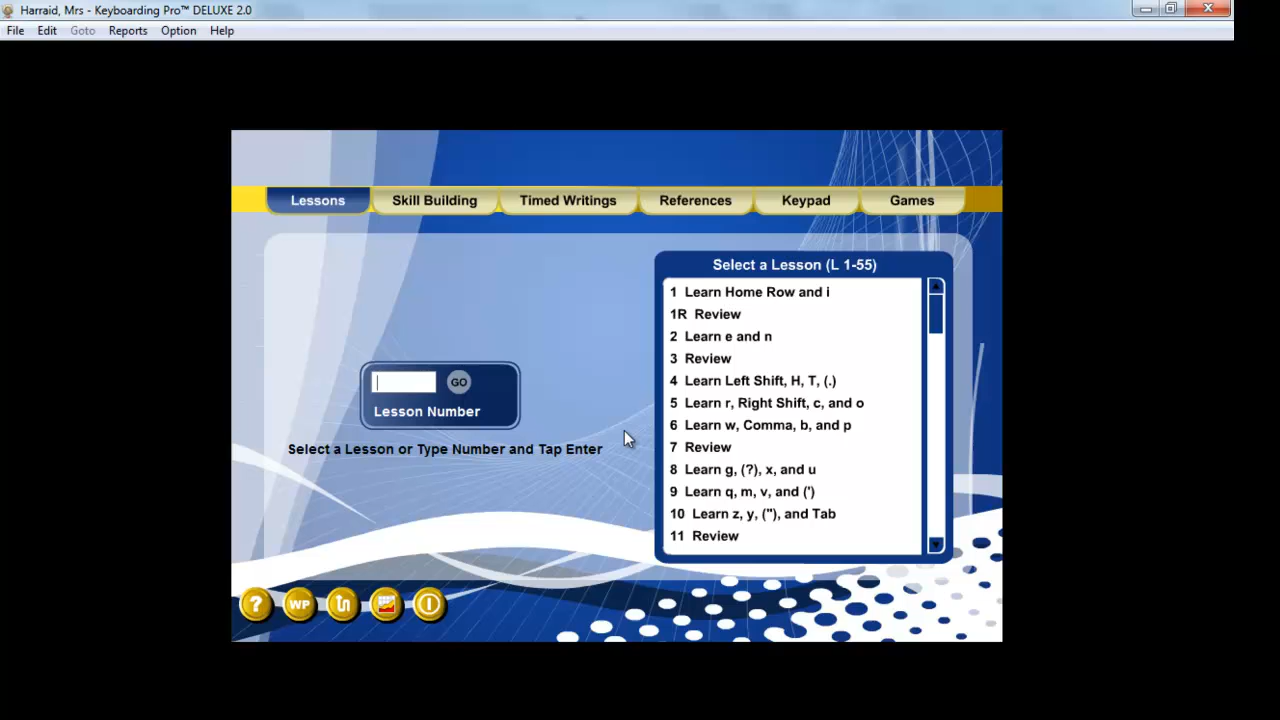 Harraid, Mrs - Keyboarding Pro™ DELUXE 2.0
File Edit Goto Reports Option Help
Lessons Skill Building Timed Writings References Keypad Games
Select a Lesson (L 1-55)
1 Learn Home Row and i
1R Review
2 Learn e and n
3 Review
4 Learn Left Shift, H, T, (.)
5 Learn r, Right Shift, c, and o
6 Learn w, Comma, b, and p
7 Review
8 Learn g, (?), x, and u
9 Learn q, m, v, and (')
10 Learn z, y, ("), and Tab
11 Review
GO
Lesson Number
Select a Lesson or Type Number and Tap Enter
? WP